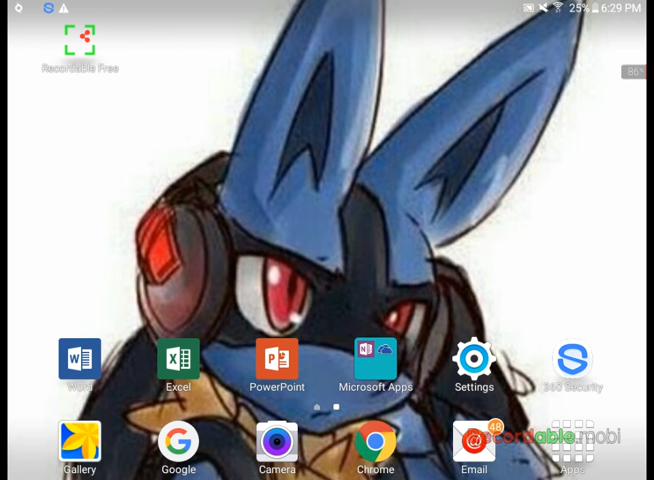 25% 6:29 PM
Recordable Free
86%
Word Excel PowerPoint Microsoft Apps Settings 360 Security
48
Recordable.mobi
Gallery Google Camera Chrome Email Apps